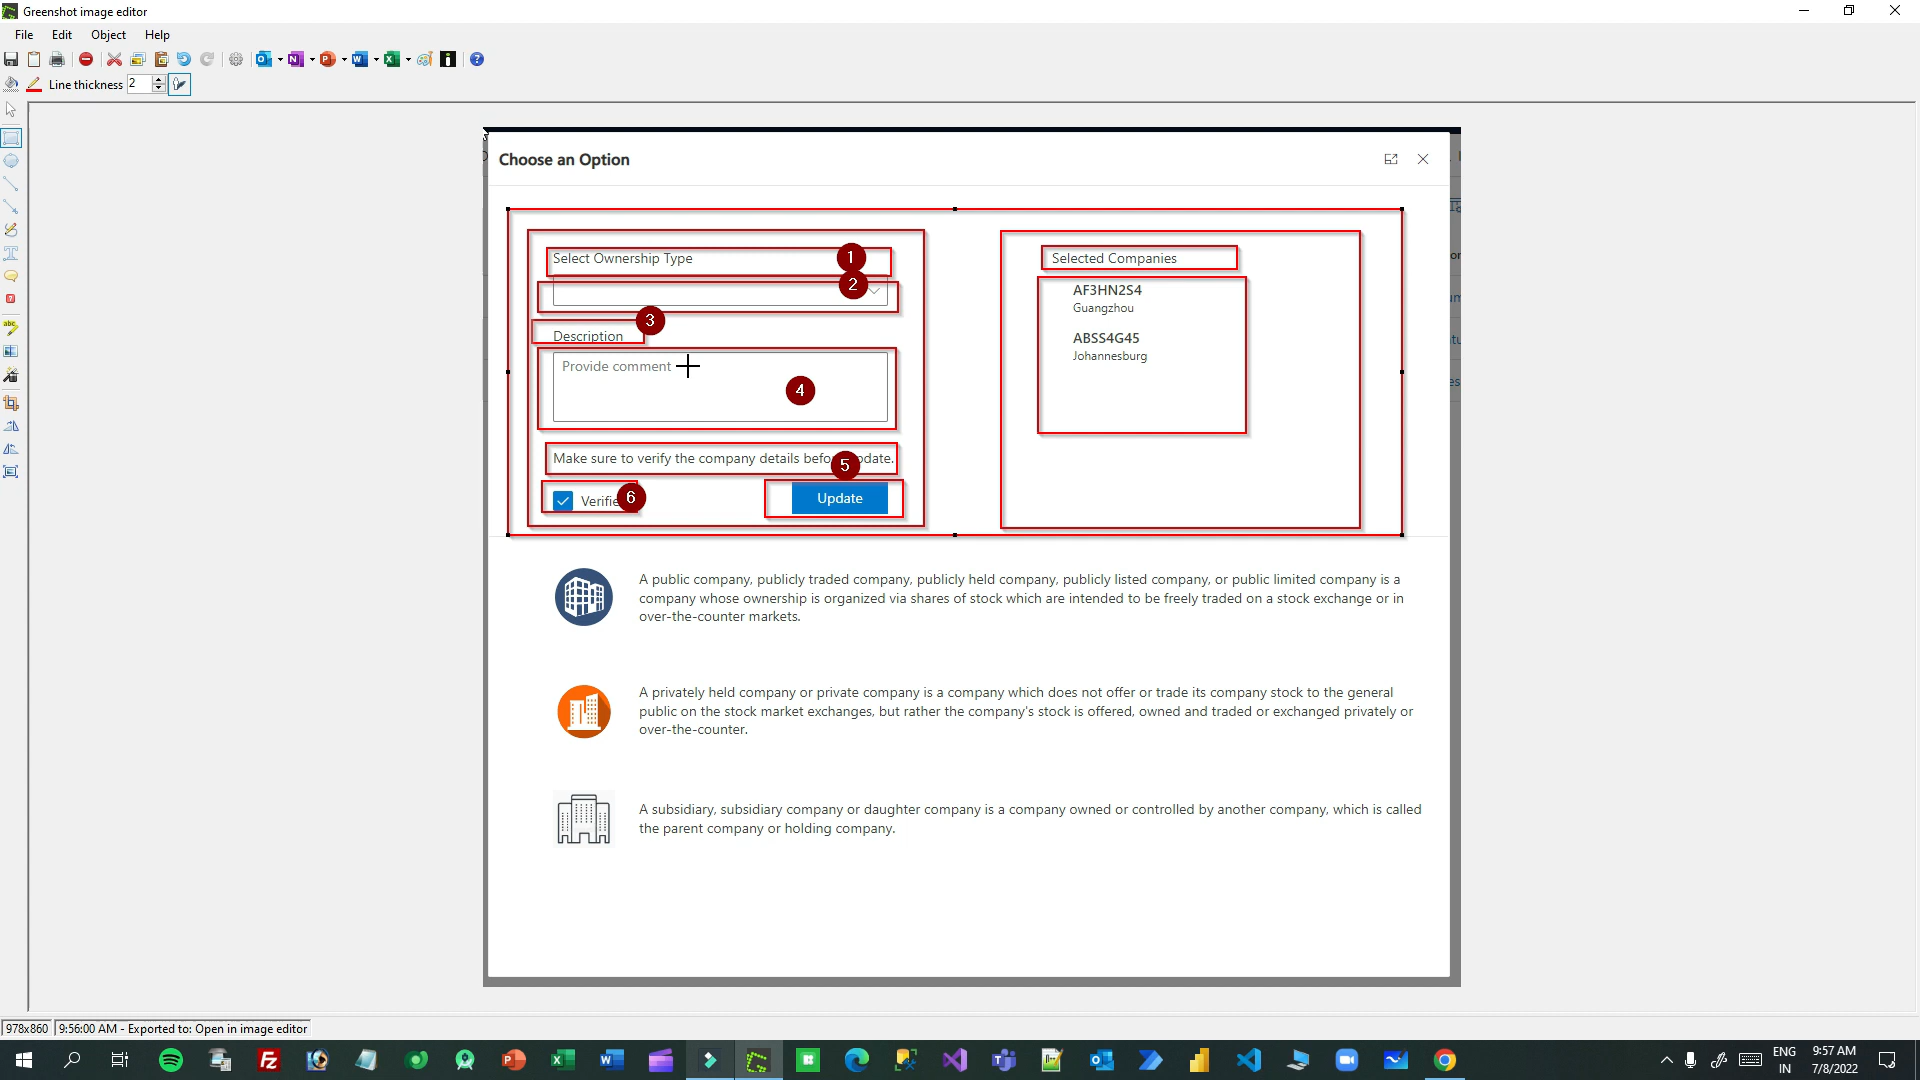 Greenshot image editor
File Edit Object Help
Line thickness 2
Choose an Option
Select Ownership Type 1
2
Description 3
Provide comment
4
Make sure to verify the company details before update.
5
Verifie 6
Update
Selected Companies
AF3HN2S4
Guangzhou
ABSS4G45
Johannesburg
A public company, publicly traded company, publicly held company, publicly listed company, or public limited company is a
company whose ownership is organized via shares of stock which are intended to be freely traded on a stock exchange or in
over-the-counter markets.
A privately held company or private company is a company which does not offer or trade its company stock to the general
public on the stock market exchanges, but rather the company's stock is offered, owned and traded or exchanged privately or
over-the-counter.
A subsidiary, subsidiary company or daughter company is a company owned or controlled by another company, which is called
the parent company or holding company.
978x860 9:56:00 AM - Exported to: Open in image editor
ENG
IN
9:57 AM
7/8/2022